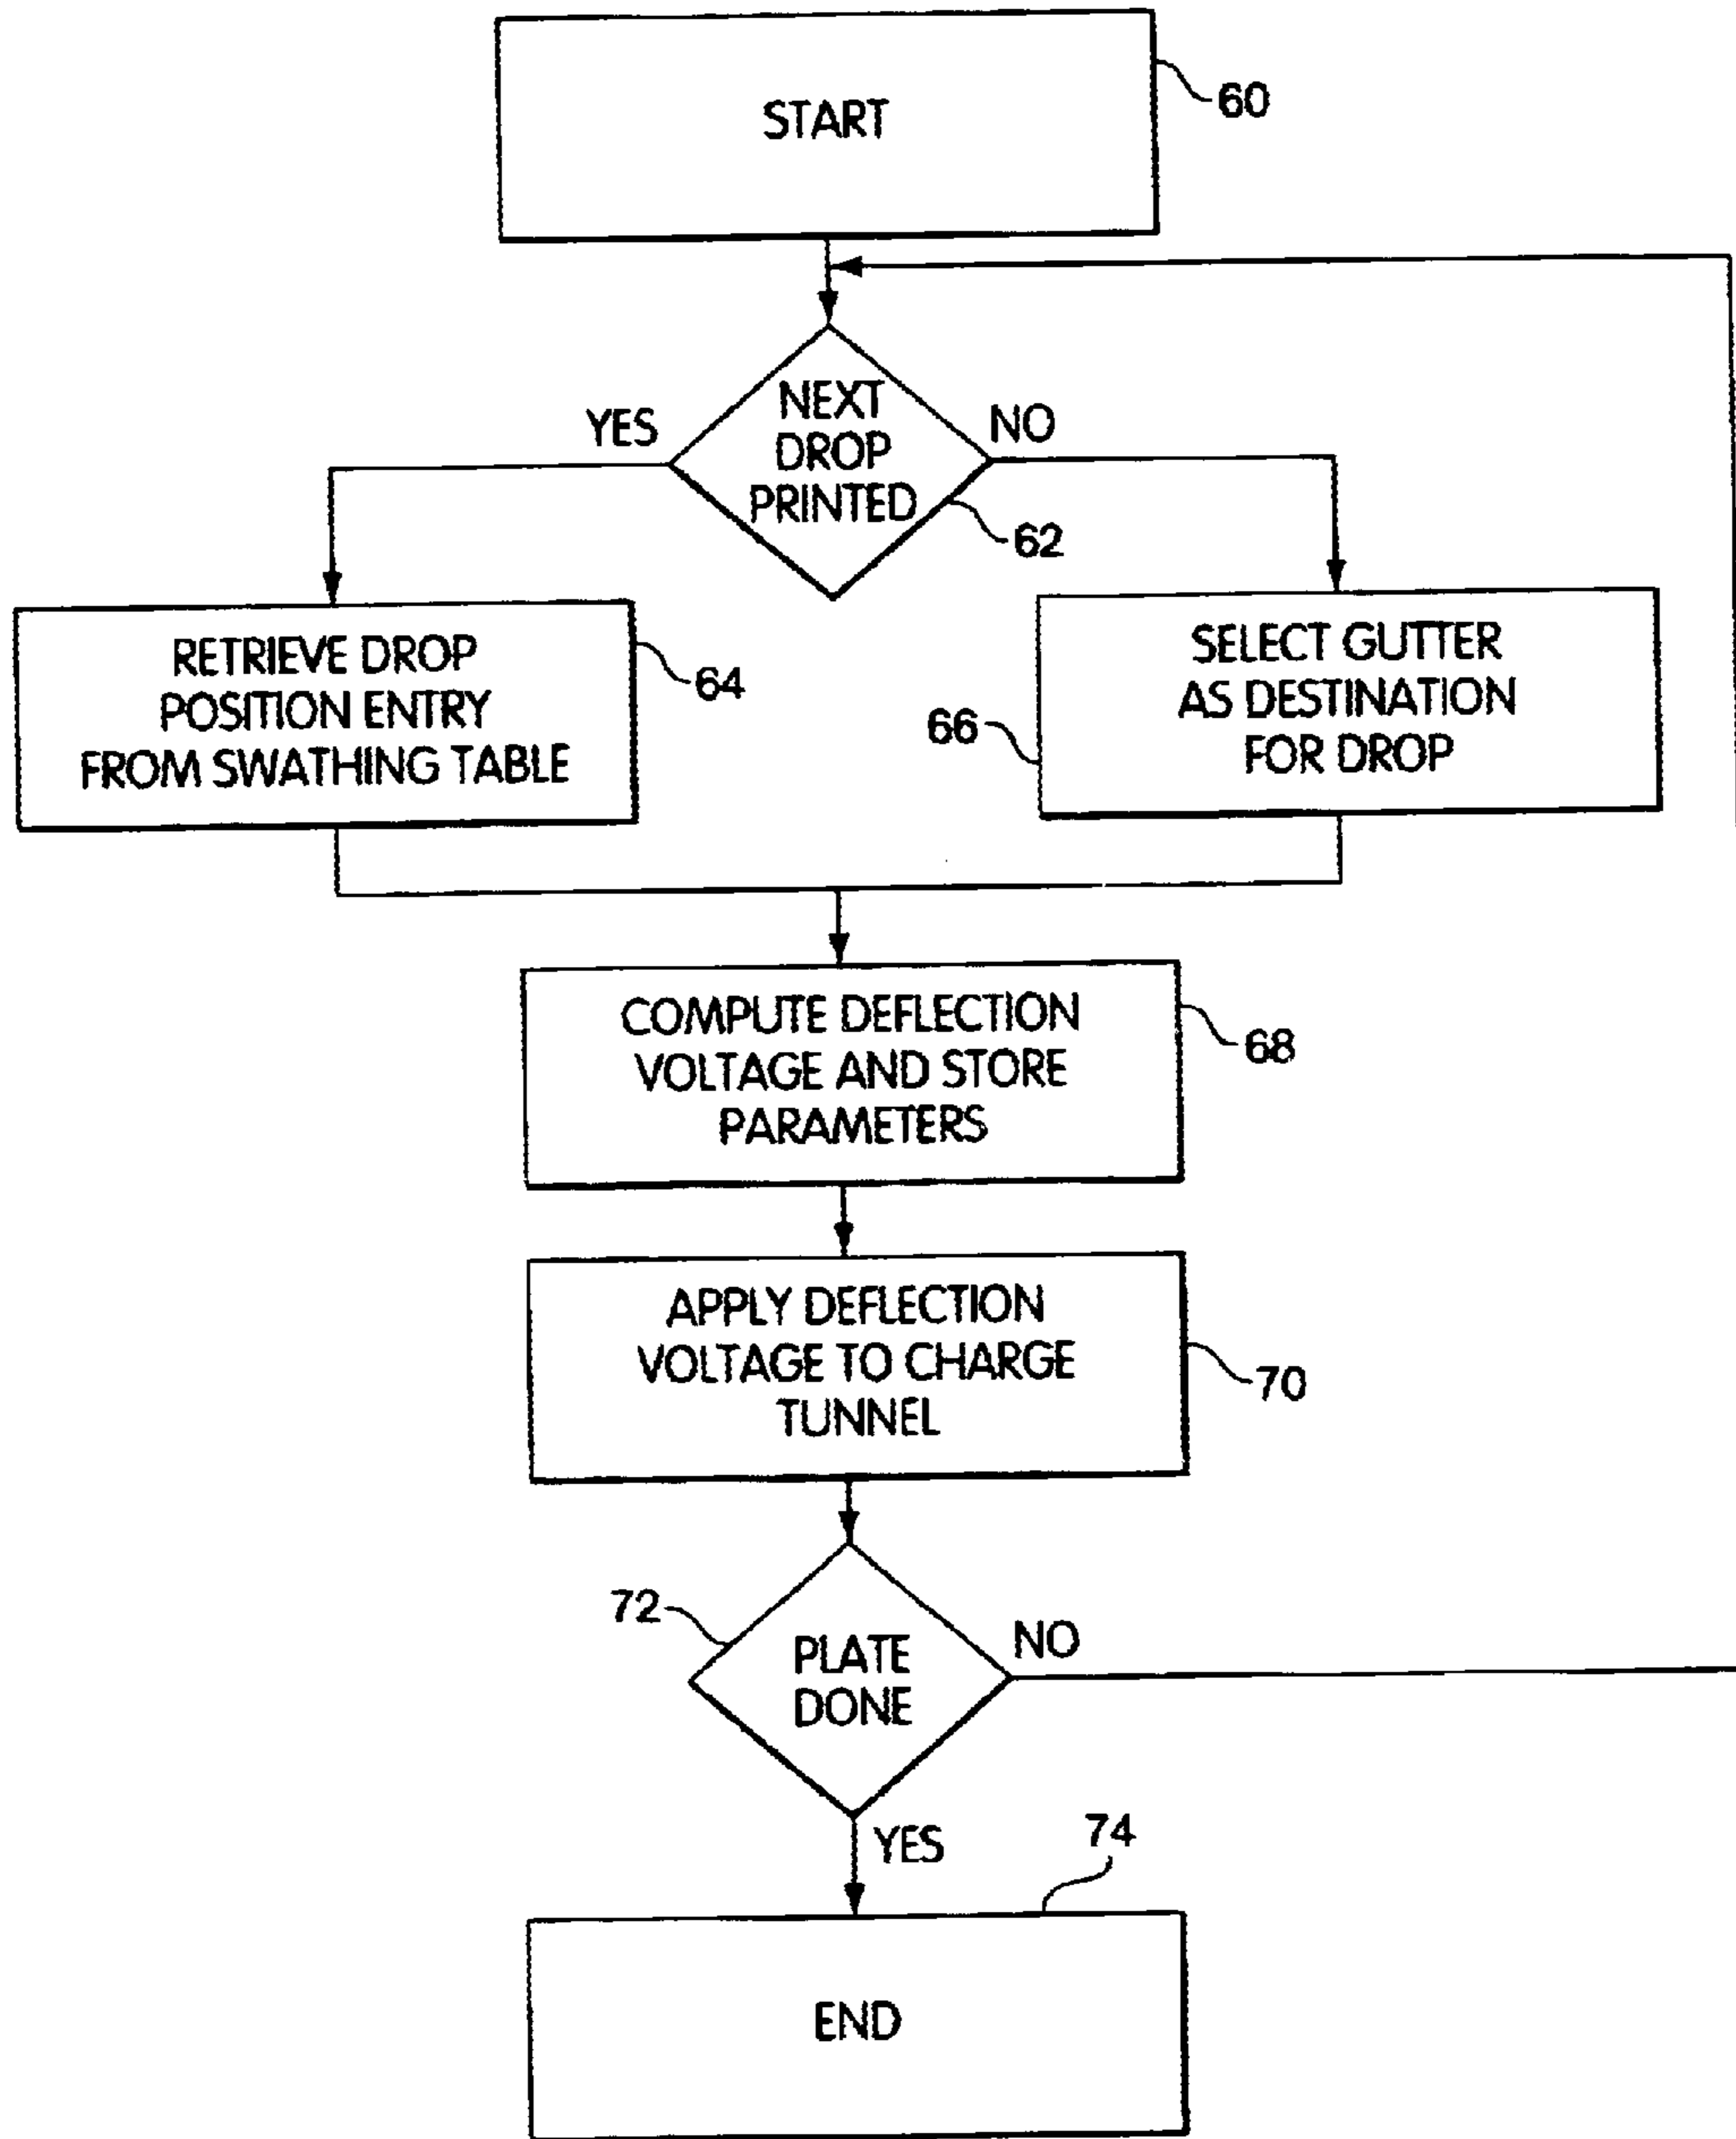 START
60
NEXT
DROP
PRINTED
YES
NO
62
RETRIEVE DROP
POSITION ENTRY
FROM SWATHING TABLE
64
SELECT GUTTER
AS DESTINATION
FOR DROP
66
COMPUTE DEFLECTION
VOLTAGE AND STORE
PARAMETERS
68
APPLY DEFLECTION
VOLTAGE TO CHARGE
TUNNEL
70
72
PLATE
DONE
NO
YES
74
END